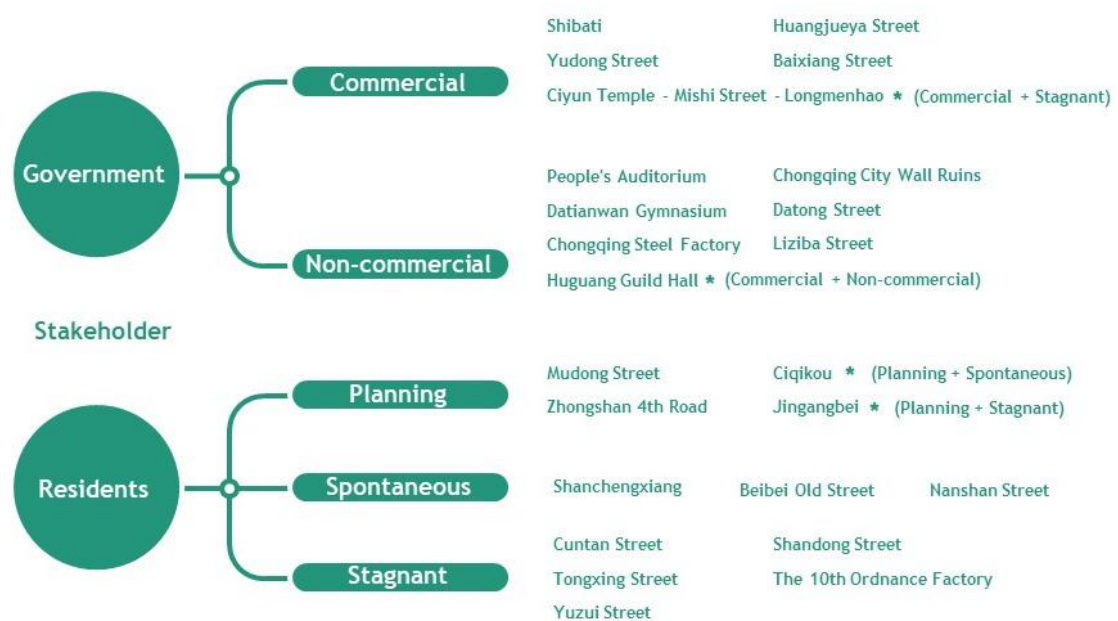 Shibati Huangjueya Street
Yudong Street Baixiang Street
Commercial
Ciyun Temple - Mishi Street - Longmenhao * (Commercial + Stagnant)
Government
People's Auditorium Chongqing City Wall Ruins
Datianwan Gymnasium Datong Street
Chongqing Steel Factory Liziba Street
Non-commercial
Huguang Guild Hall * (Commercial + Non-commercial)
Stakeholder
Mudong Street Ciqikou * (Planning + Spontaneous)
Planning
Zhongshan 4th Road Jingangbei * (Planning + Stagnant)
Residents
Spontaneous
Shanchengxiang Beibei Old Street Nanshan Street
Cuntan Street Shandong Street
Stagnant
Tongxing Street The 10th Ordnance Factory
Yuzui Street